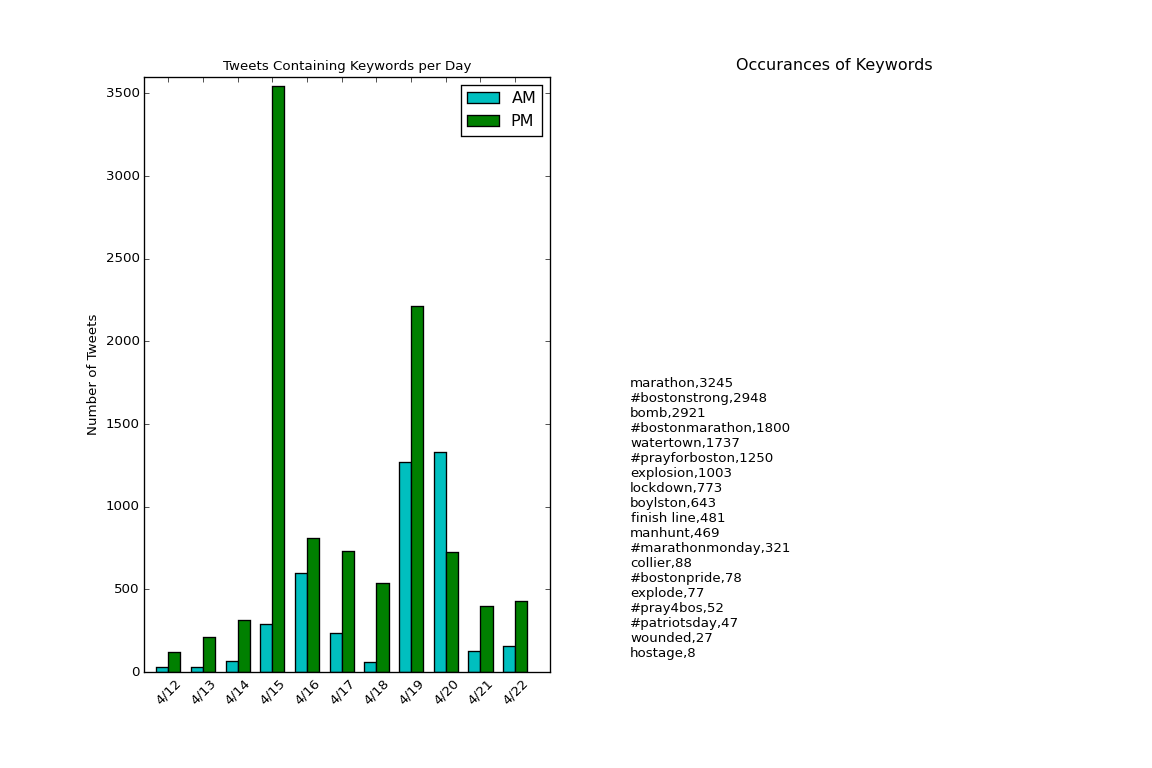 Tweets Containing Keywords per Day
Occurances of Keywords
AM
PM
3500
3000
2500
2000
1500
1000
500
0
Number of Tweets
4/12
4/13
4/14
4/15
4/16
4/17
4/18
4/19
4/20
4/21
4/22
marathon,3245
#bostonstrong,2948
bomb,2921
#bostonmarathon,1800
watertown,1737
#prayforboston,1250
explosion,1003
lockdown,773
boylston,643
finish line,481
manhunt,469
#marathonmonday,321
collier,88
#bostonpride,78
explode,77
#pray4bos,52
#patriotsday,47
wounded,27
hostage,8